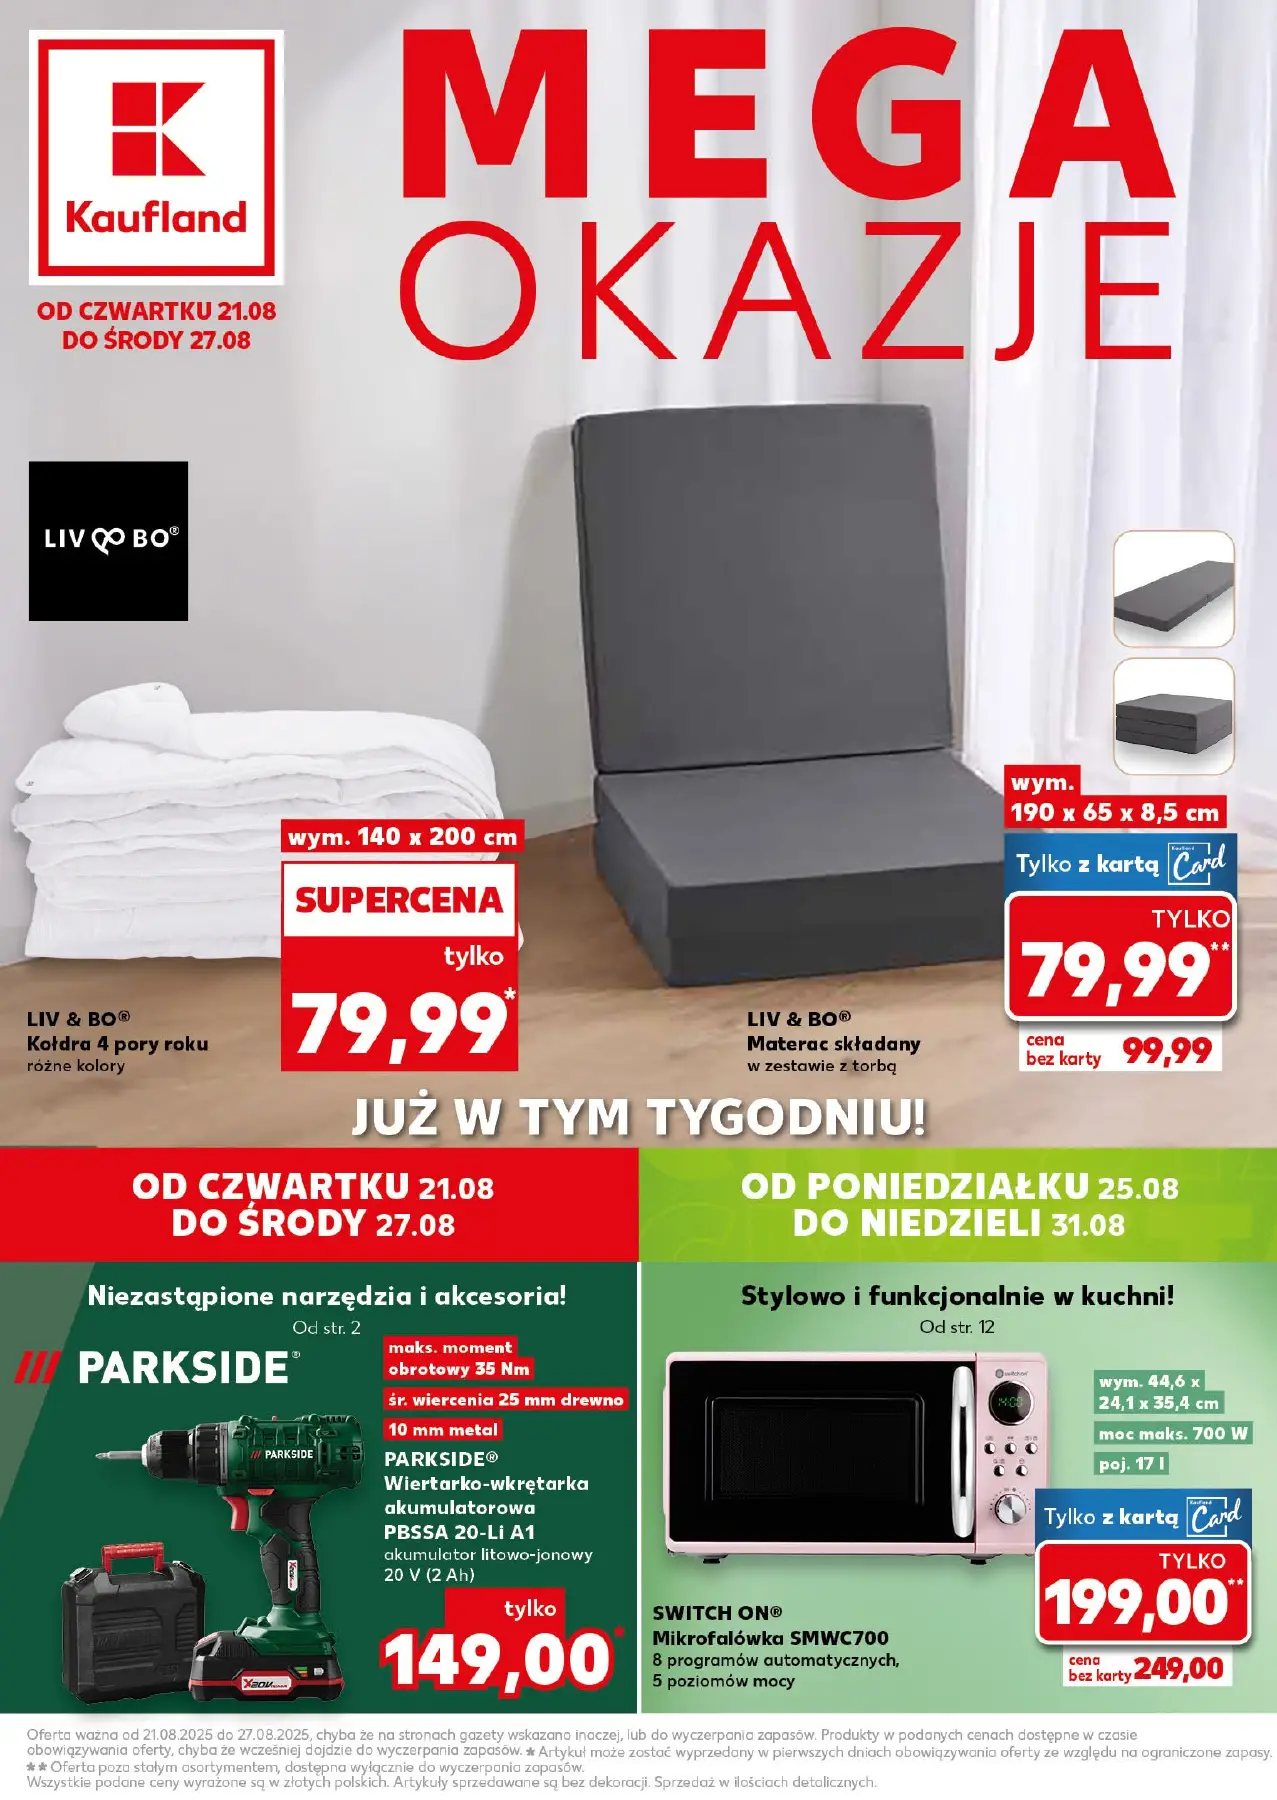 Kaufland
OD CZWARTKU 21.08
DO ŚRODY 27.08
MEGA
OKAZJE
LIV & BO®
wym. 140 x 200 cm
SUPERCENA
tylko
79,99*
LIV & BO®
Kołdra 4 pory roku
różne kolory
wym.
190 x 65 x 8,5 cm
Tylko z kartą Kaufland Card
TYLKO
79,99**
cena
bez karty 99,99
LIV & BO®
Materac składany
w zestawie z torbą
JUŻ W TYM TYGODNIU!
OD CZWARTKU 21.08
DO ŚRODY 27.08
Niezastąpione narzędzia i akcesoria!
Od str. 2
PARKSIDE®
maks. moment
obrotowy 35 Nm
śr. wiercenia 25 mm drewno
10 mm metal
PARKSIDE
PARKSIDE®
Wiertarko-wkrętarka
akumulatorowa
PBSSA 20-Li A1
akumulator litowo-jonowy
20 V (2 Ah)
X20V
tylko
149,00*
OD PONIEDZIAŁKU 25.08
DO NIEDZIELI 31.08
Stylowo i funkcjonalnie w kuchni!
Od str. 12
switch on
14:00
wym. 44,6 x
24,1 x 35,4 cm
moc maks. 700 W
poj. 17 l
Tylko z kartą Kaufland Card
TYLKO
199,00**
cena
bez karty 249,00
SWITCH ON®
Mikrofalówka SMWC700
8 programów automatycznych,
5 poziomów mocy
Oferta ważna od 21.08.2025 do 27.08.2025, chyba że na stronach gazety wskazano inaczej, lub do wyczerpania zapasów. Produkty w podanych cenach dostępne w czasie
obowiązywania oferty, chyba że wcześniej dojdzie do wyczerpania zapasów. * Artykuł może zostać wyprzedany w pierwszych dniach obowiązywania oferty ze względu na ograniczone zapasy.
** Oferta poza stałym asortymentem, dostępna wyłącznie do wyczerpania zapasów.
Wszystkie podane ceny wyrażone są w złotych polskich. Artykuły sprzedawane są bez dekoracji. Sprzedaż w ilościach detalicznych.